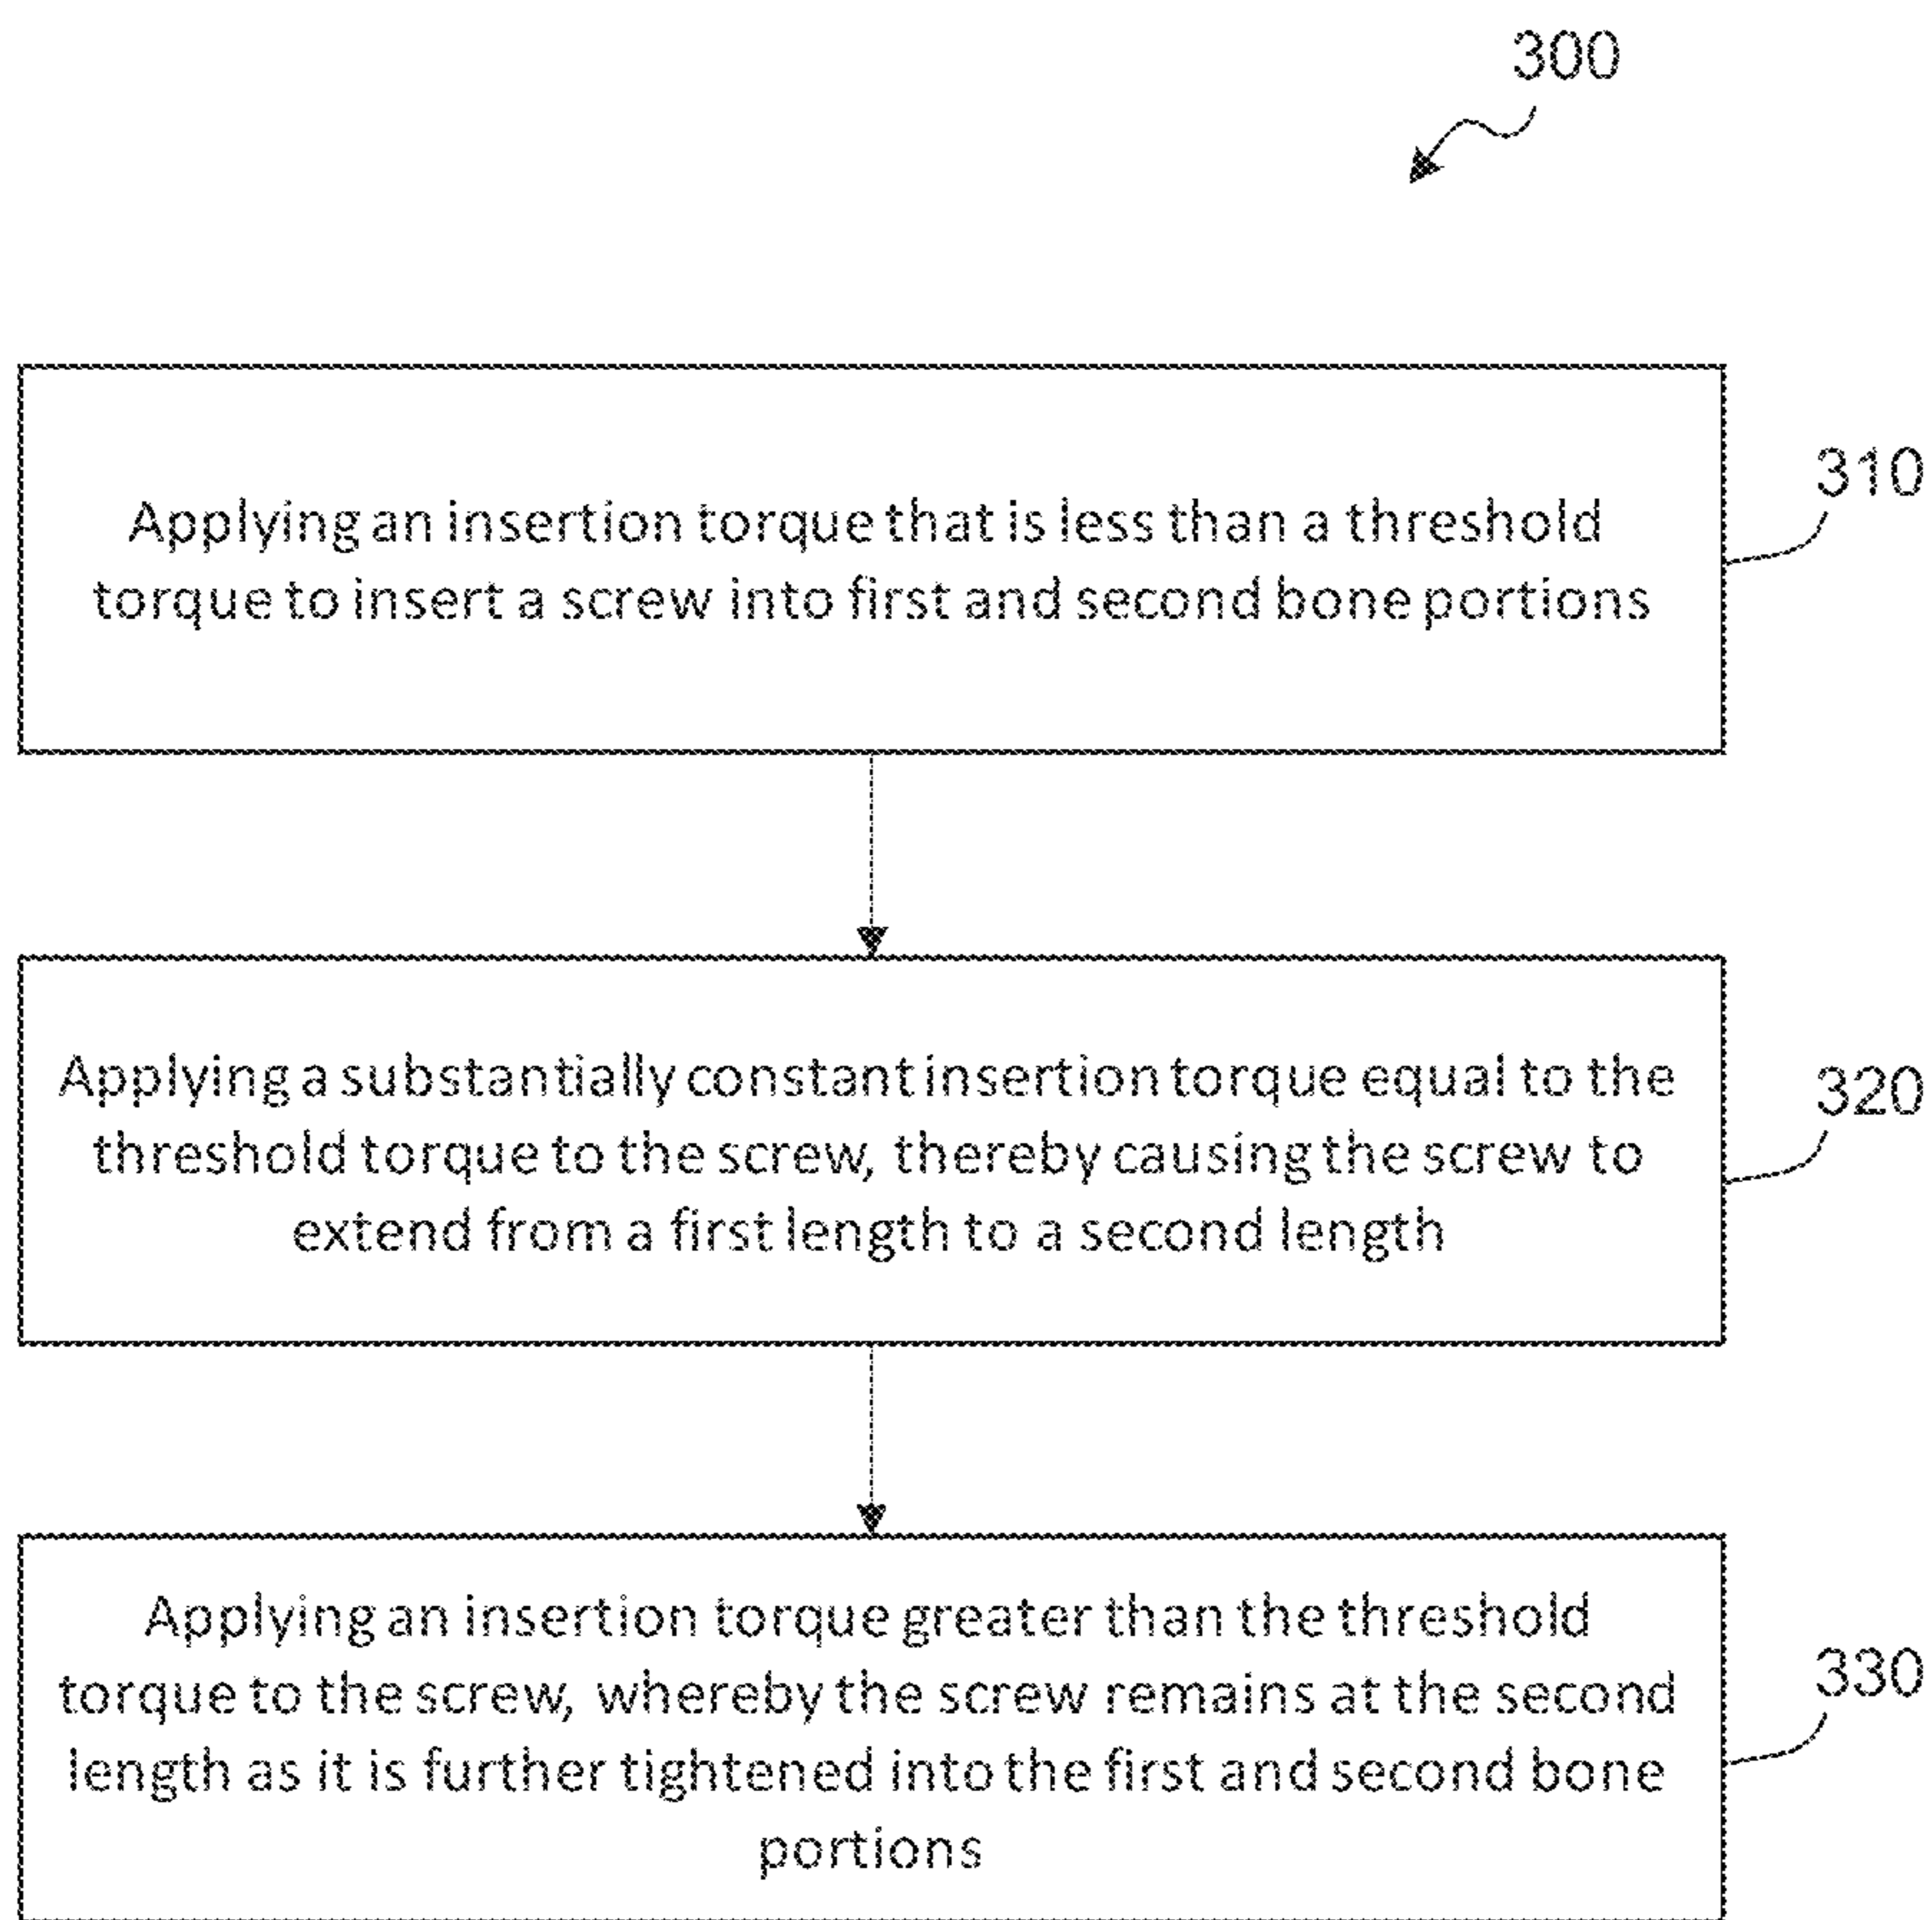 300
Applying an insertion torque that is less than a threshold
torque to insert a screw into first and second bone portions
310
Applying a substantially constant insertion torque equal to the
threshold torque to the screw, thereby causing the screw to
extend from a first length to a second length
320
Applying an insertion torque greater than the threshold
torque to the screw, whereby the screw remains at the second
length as it is further tightened into the first and second bone
portions
330